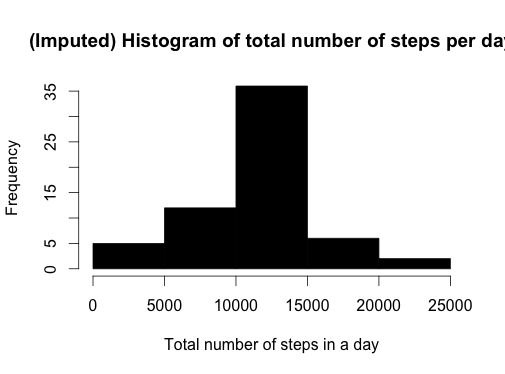 (Imputed) Histogram of total number of steps per day
35
25
15
5
0
Frequency
0 5000 10000 15000 20000 25000
Total number of steps in a day